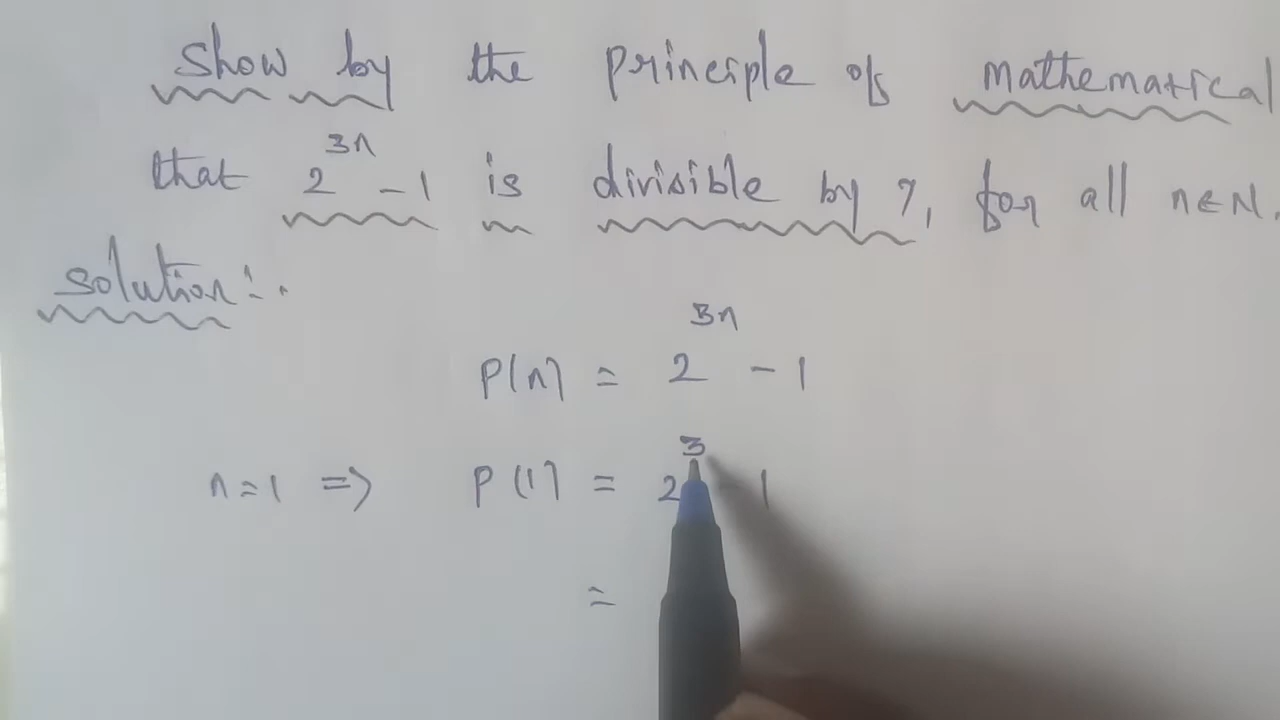 show by the principle of mathematical
that 2^3n - 1 is divisible by 7, for all n∈N.
solution:-
P(n) = 2^3n - 1
n=1 => P(1) = 2^3 1
=